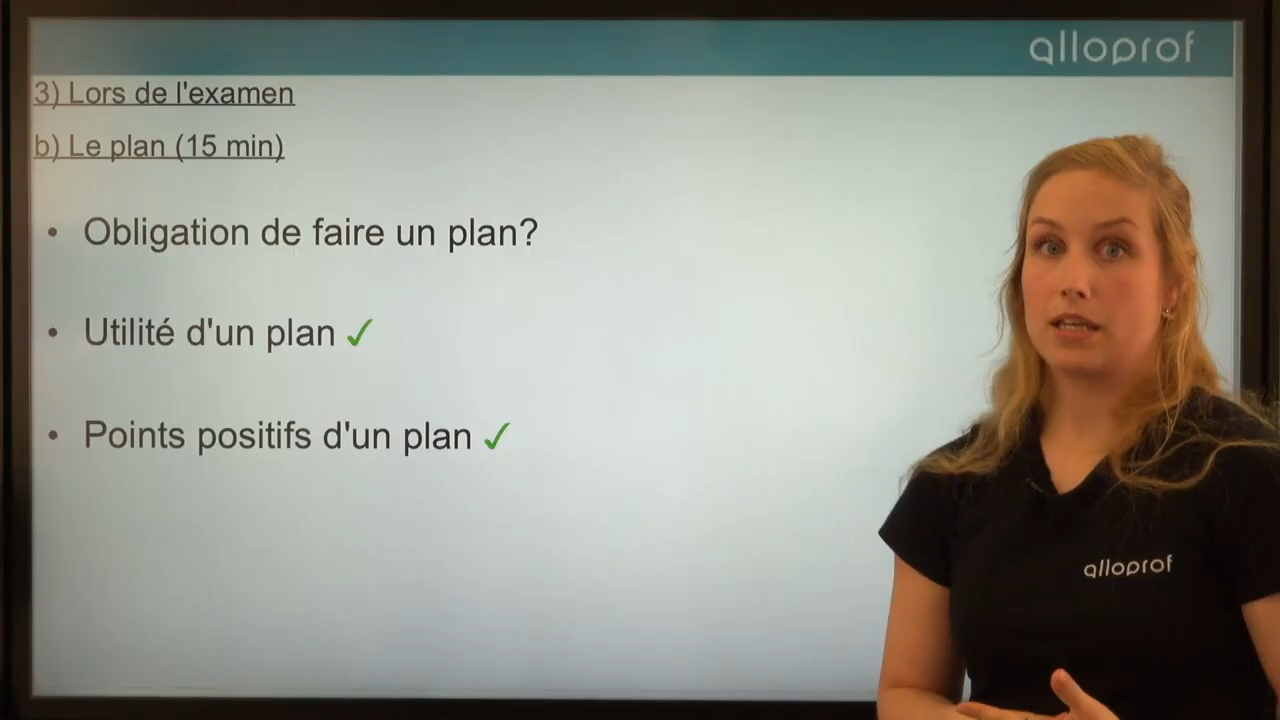 alloprof
3) Lors de l'examen
b) Le plan (15 min)
• Obligation de faire un plan?
• Utilité d'un plan ✓
• Points positifs d'un plan ✓
alloprof